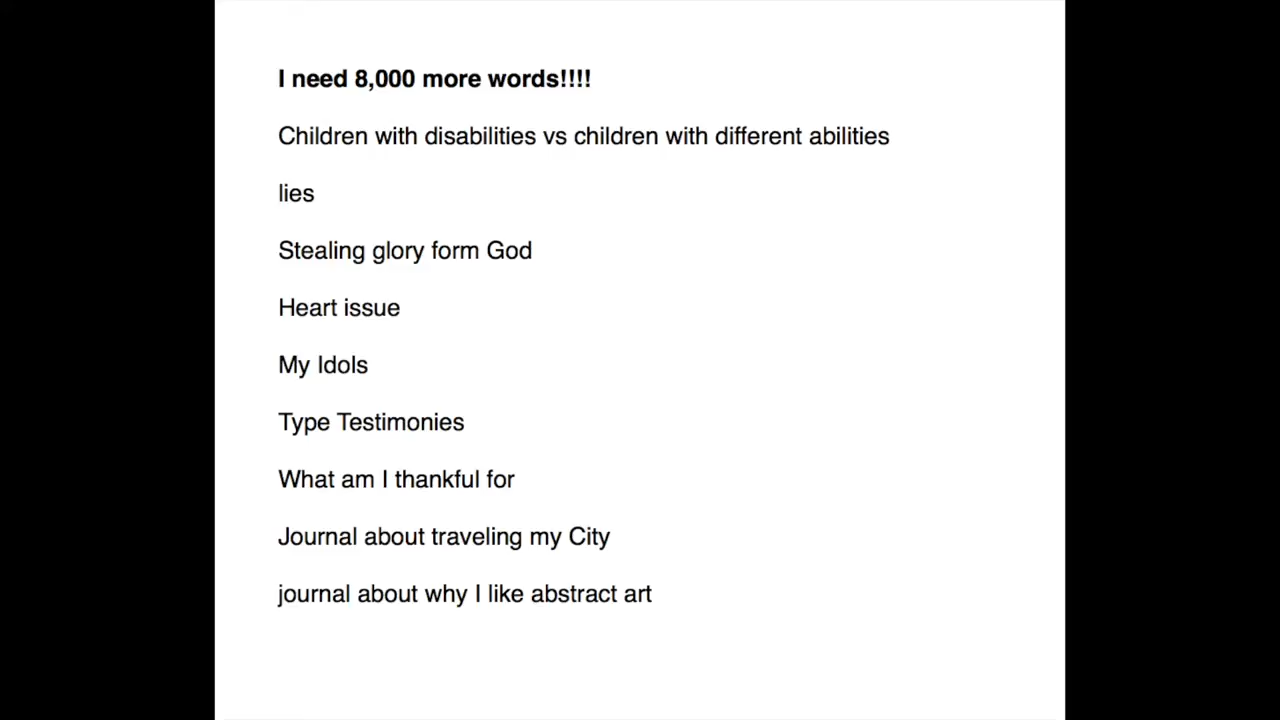 I need 8,000 more words!!!!
Children with disabilities vs children with different abilities
lies
Stealing glory form God
Heart issue
My Idols
Type Testimonies
What am I thankful for
Journal about traveling my City
journal about why I like abstract art